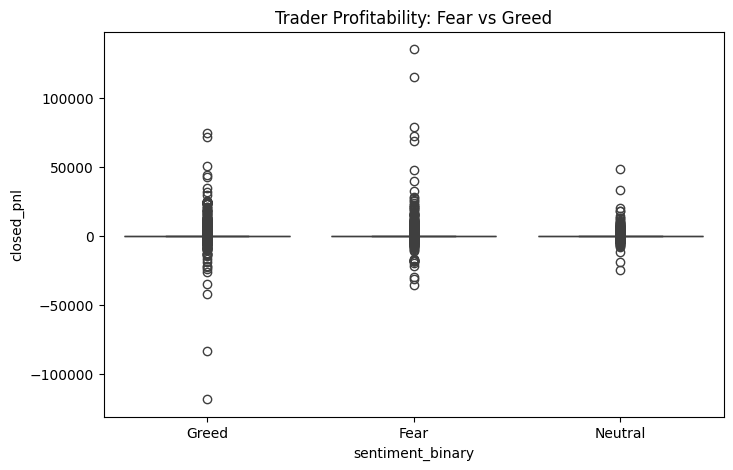 Trader Profitability: Fear vs Greed
closed_pnl
100000
50000
0
−50000
−100000
Greed Fear Neutral
sentiment_binary